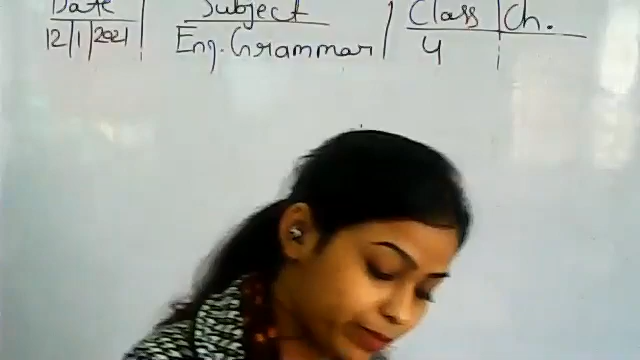 Date | Subject | Class | Ch.
12|1|2021 | Eng. Grammar | 4 |